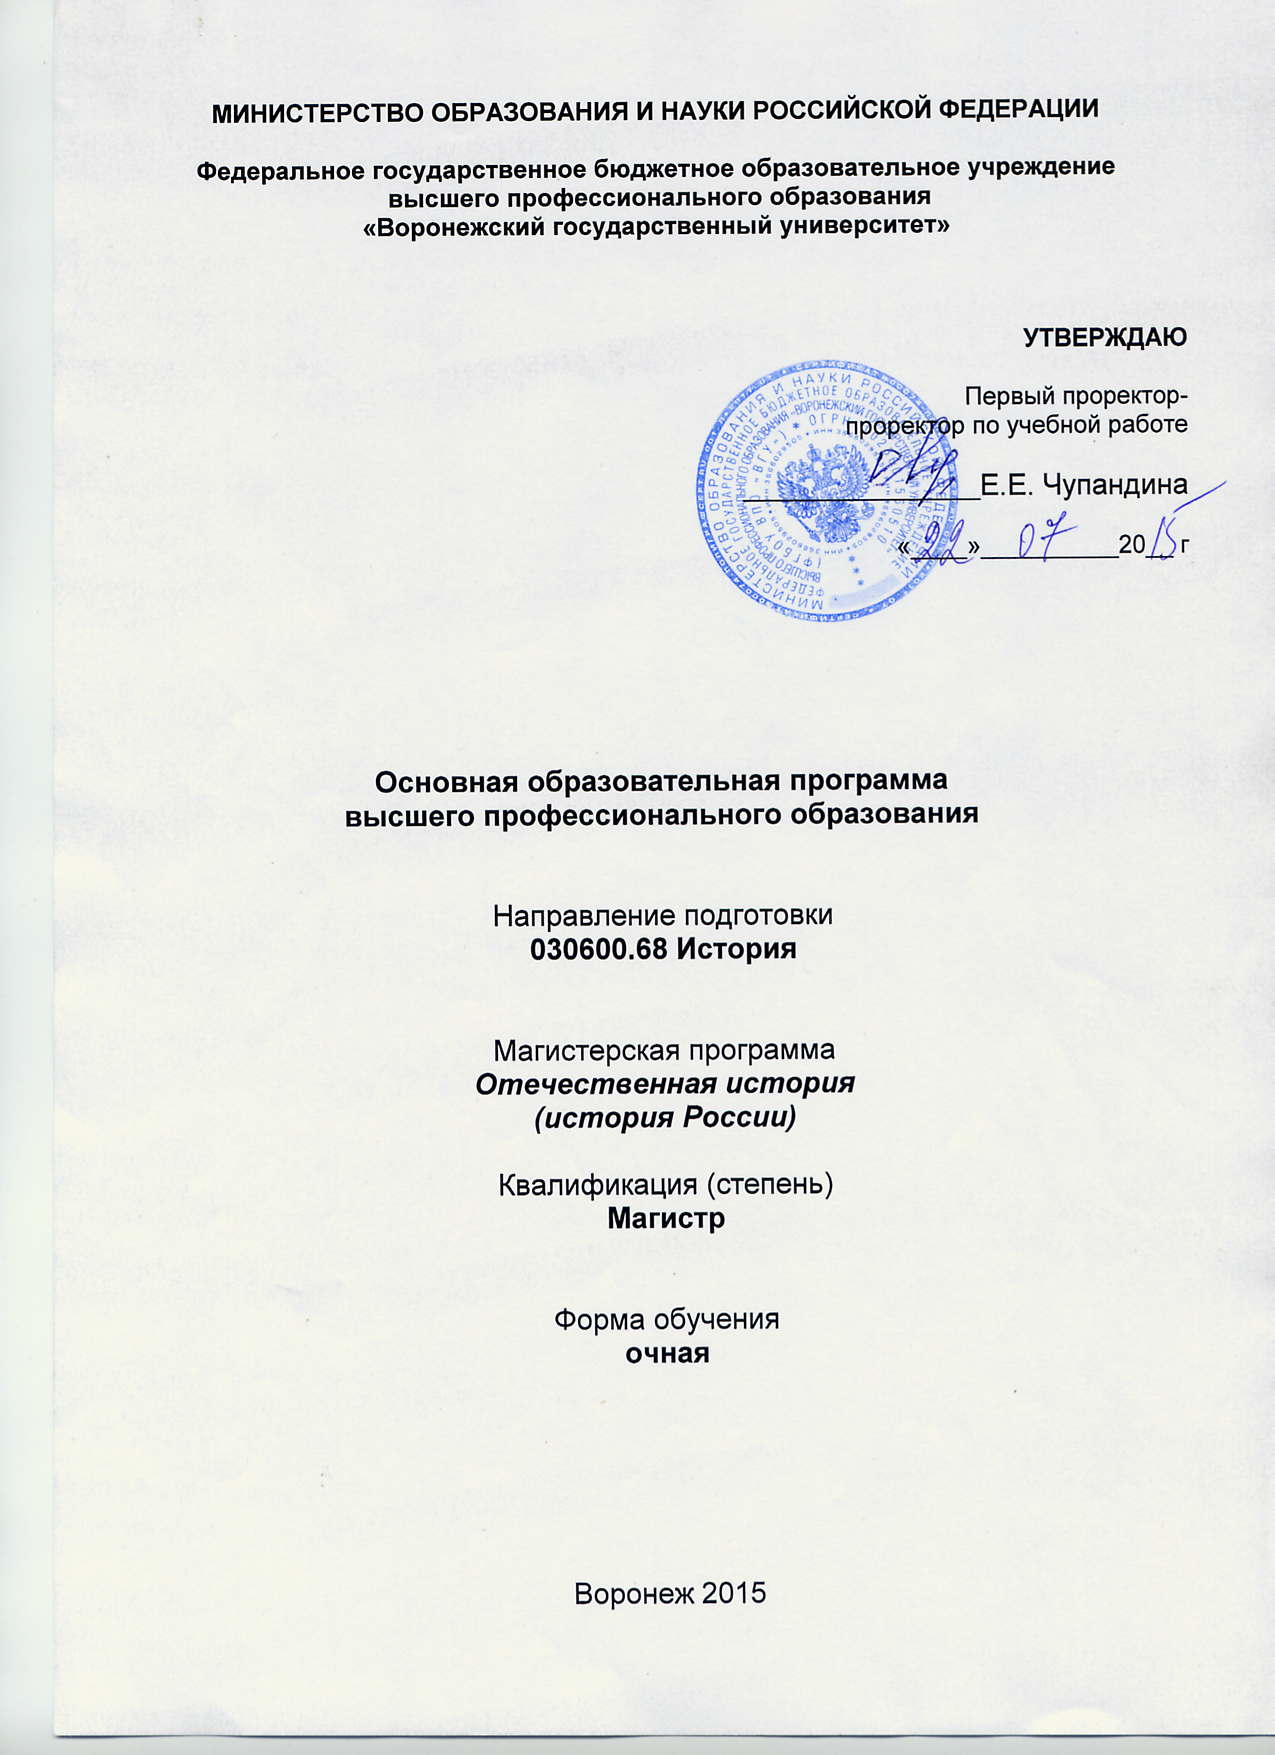 МИНИСТЕРСТВО ОБРАЗОВАНИЯ И НАУКИ РОССИЙСКОЙ ФЕДЕРАЦИИ
Федеральное государственное бюджетное образовательное учреждение
высшего профессионального образования
«Воронежский государственный университет»
УТВЕРЖДАЮ
Первый проректор-
проректор по учебной работе
Е.Е. Чупандина
«22» 07 2015 г
Основная образовательная программа
высшего профессионального образования
Направление подготовки
030600.68 История
Магистерская программа
Отечественная история
(история России)
Квалификация (степень)
Магистр
Форма обучения
очная
Воронеж 2015